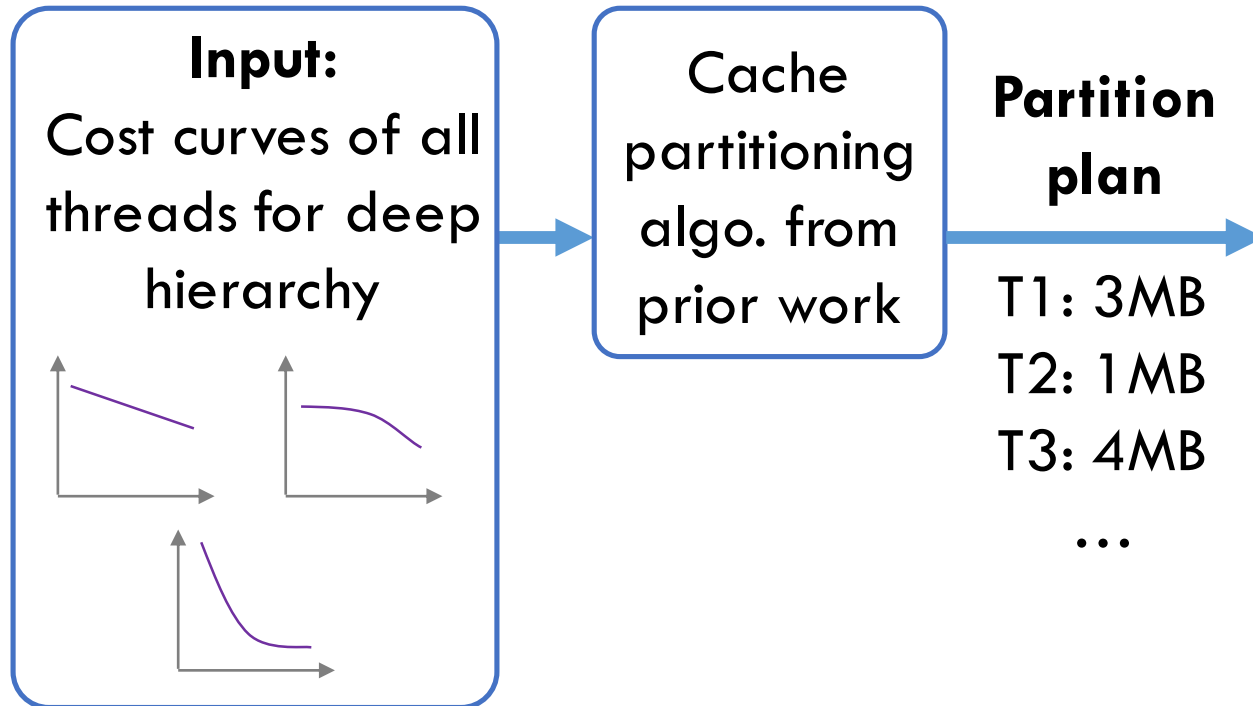 Input:
Cost curves of all
threads for deep
hierarchy
Cache
partitioning
algo. from
prior work
Partition
plan
T1: 3MB
T2: 1MB
T3: 4MB
...